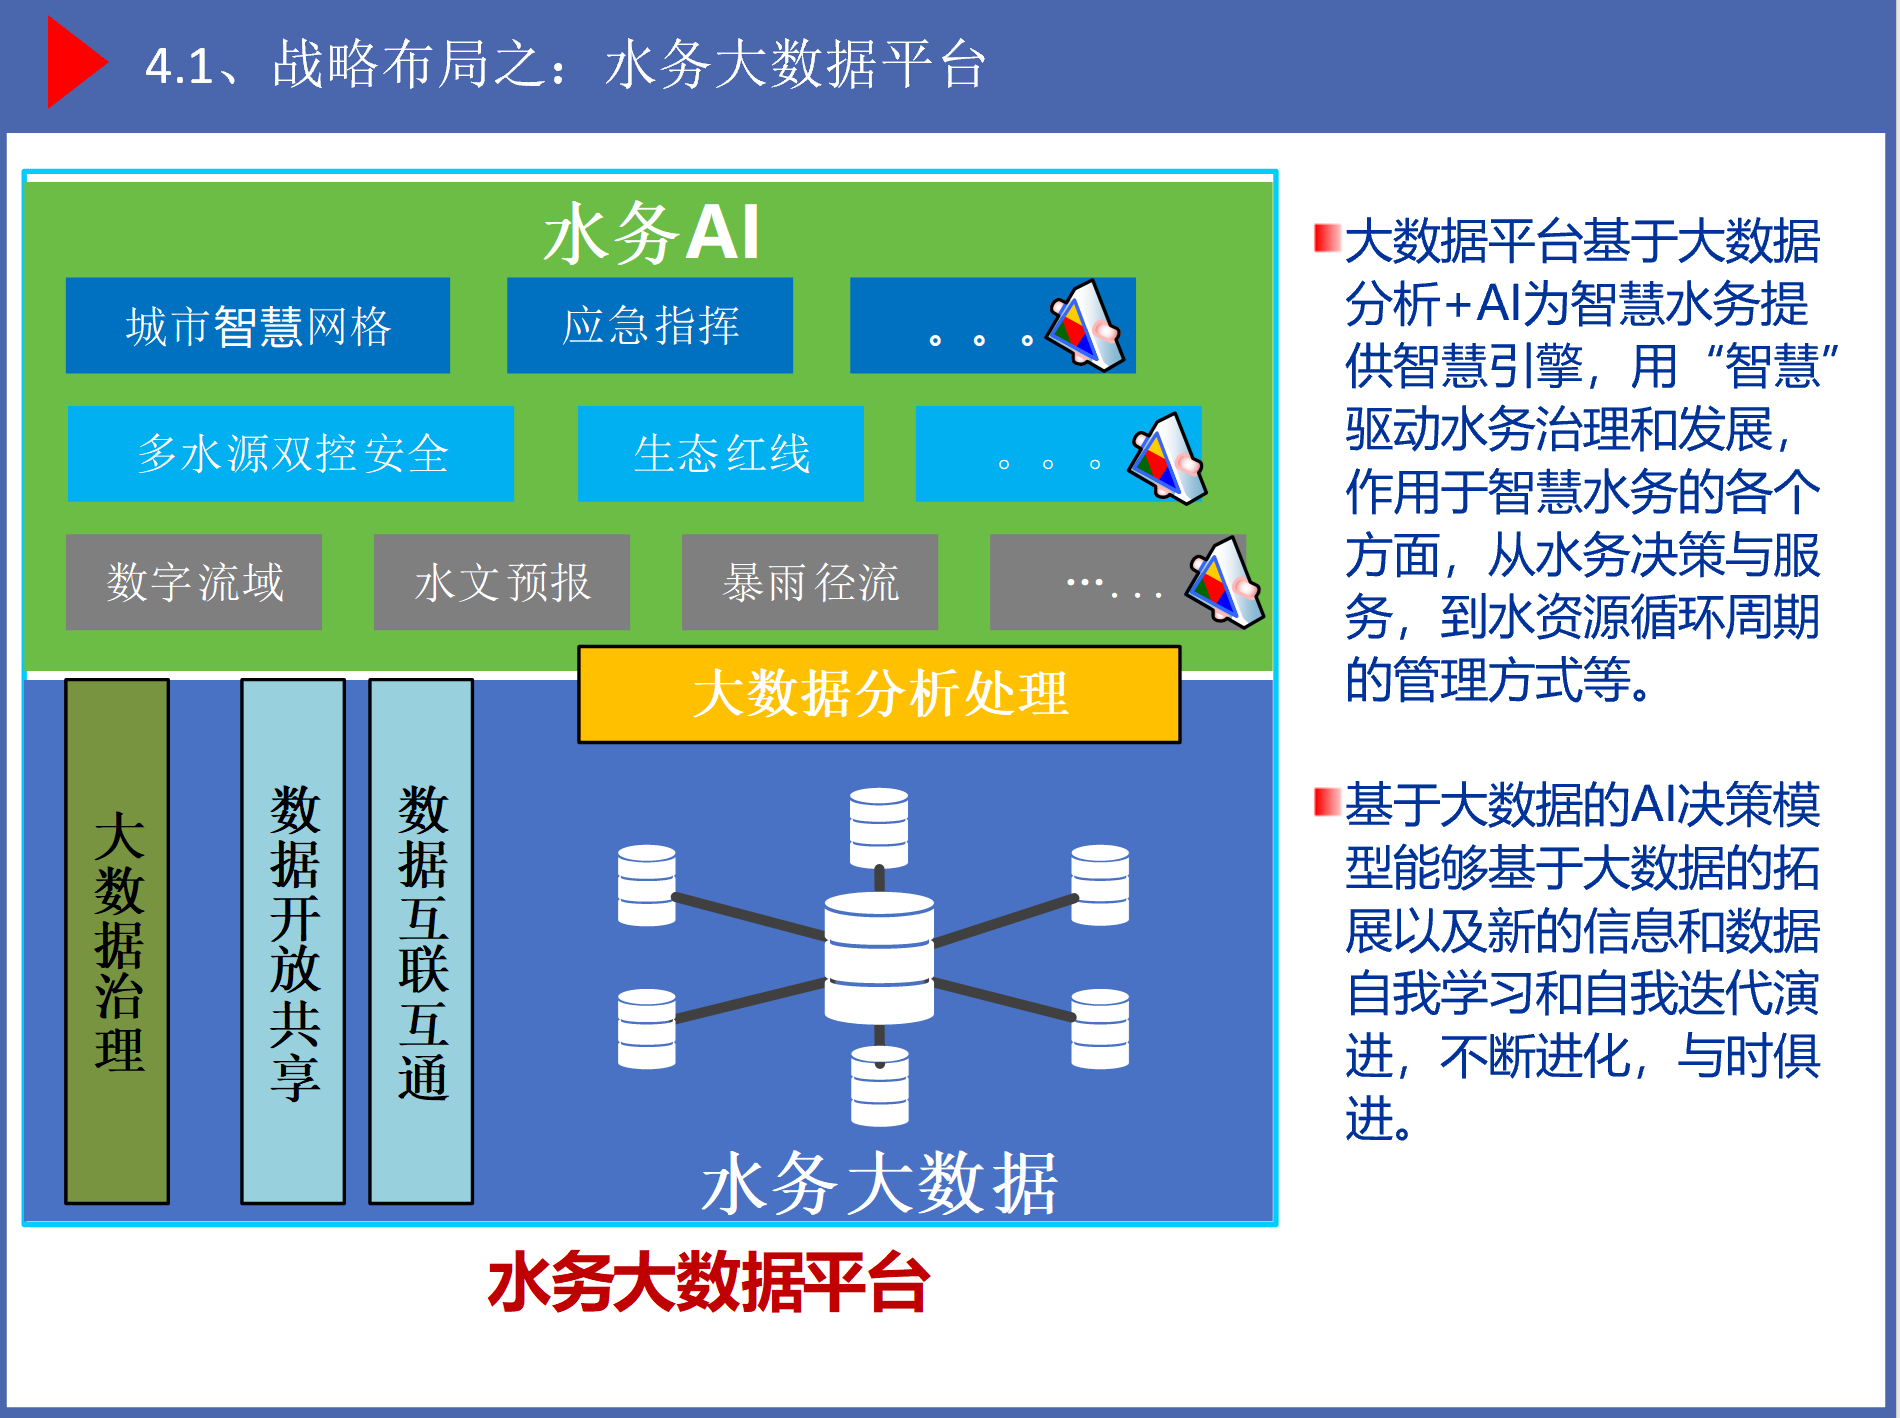 4.1、战略布局之：水务大数据平台
水务AI
城市智慧网格
应急指挥
。。。
多水源双控安全
生态红线
。。。
数字流域
水文预报
暴雨径流
…...
大数据分析处理
大数据治理
数据开放共享
数据互联互通
水务大数据
水务大数据平台
大数据平台基于大数据
分析+AI为智慧水务提
供智慧引擎，用“智慧”
驱动水务治理和发展，
作用于智慧水务的各个
方面，从水务决策与服
务，到水资源循环周期
的管理方式等。
基于大数据的AI决策模
型能够基于大数据的拓
展以及新的信息和数据
自我学习和自我迭代演
进，不断进化，与时俱
进。